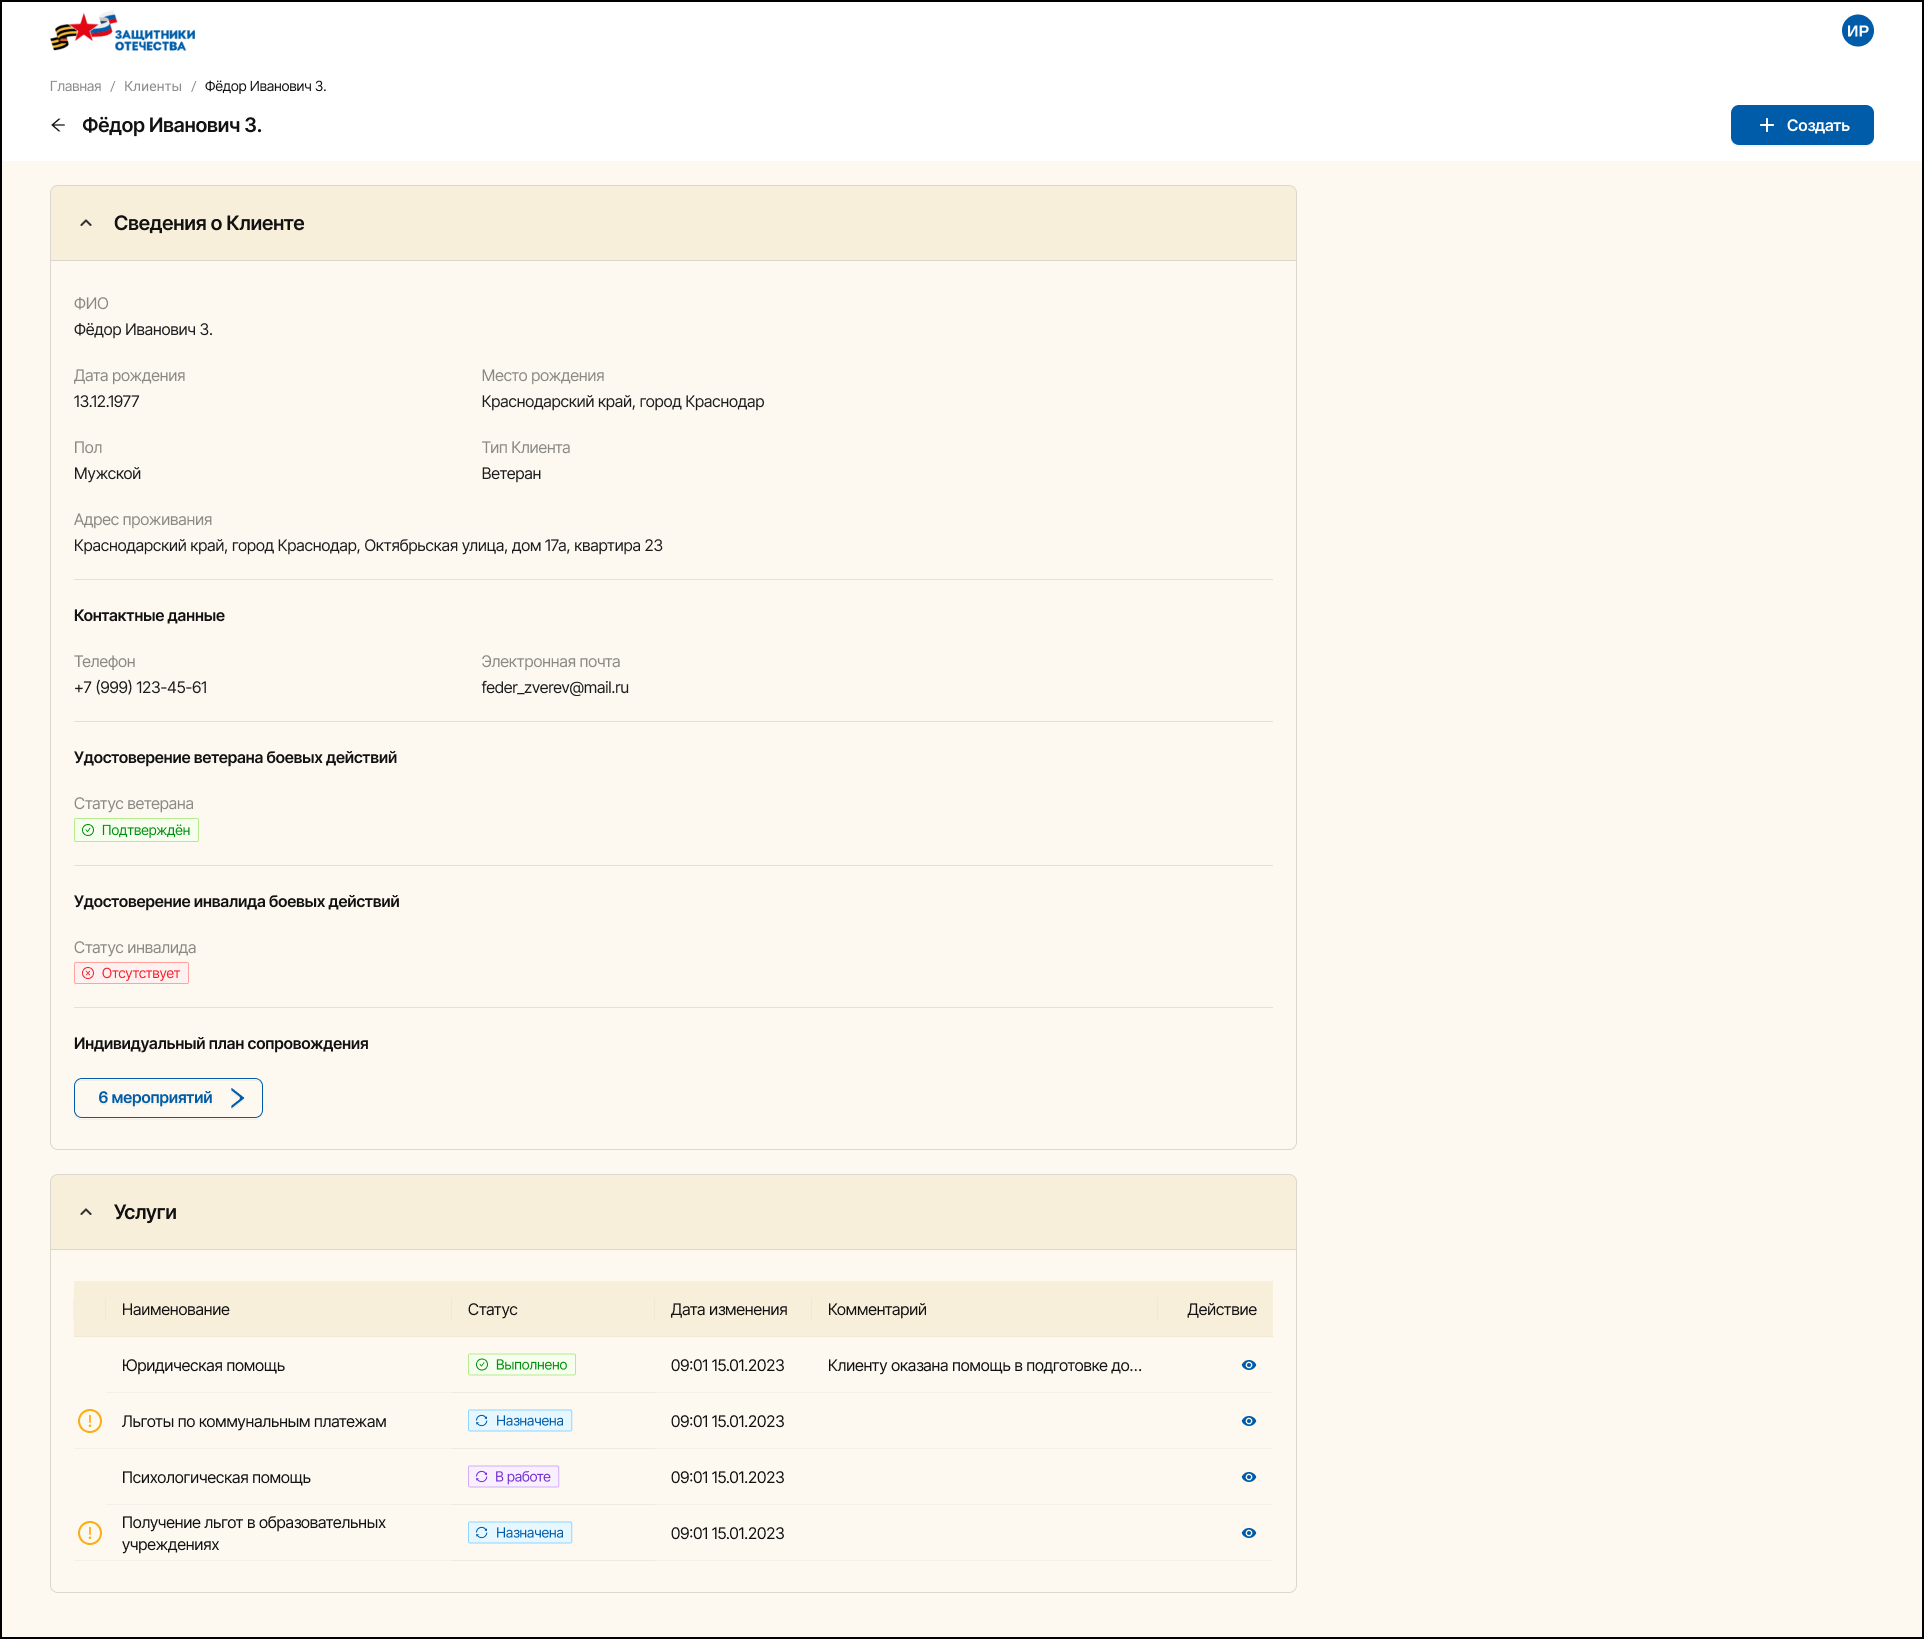 ЗАЩИТНИКИ
ОТЕЧЕСТВА
ИР
Главная / Клиенты / Фёдор Иванович З.
Фёдор Иванович З.
Создать
Сведения о Клиенте
ФИО
Фёдор Иванович З.
Дата рождения Место рождения
13.12.1977 Краснодарский край, город Краснодар
Пол Тип Клиента
Мужской Ветеран
Адрес проживания
Краснодарский край, город Краснодар, Октябрьская улица, дом 17а, квартира 23
Контактные данные
Телефон Электронная почта
+7 (999) 123-45-61 feder_zverev@mail.ru
Удостоверение ветерана боевых действий
Статус ветерана
Подтверждён
Удостоверение инвалида боевых действий
Статус инвалида
Отсутствует
Индивидуальный план сопровождения
6 мероприятий
Услуги
Наименование Статус Дата изменения Комментарий Действие
Юридическая помощь Выполнено 09:01 15.01.2023 Клиенту оказана помощь в подготовке до...
Льготы по коммунальным платежам Назначена 09:01 15.01.2023
Психологическая помощь В работе 09:01 15.01.2023
Получение льгот в образовательных
учреждениях Назначена 09:01 15.01.2023